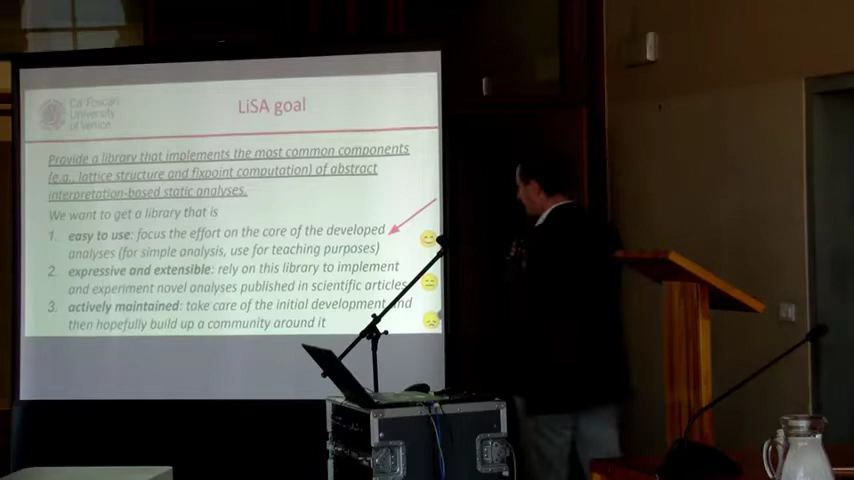 Ca' Foscari
University
of Venice
LiSA goal
Provide a library that implements the most common components
(e.g., lattice structure and fixpoint computation) of abstract
interpretation-based static analyses.
We want to get a library that is
1. easy to use: focus the effort on the core of the developed
analyses (for simple analysis, use for teaching purposes)
2. expressive and extensible: rely on this library to implement
and experiment novel analyses published in scientific articles
3. actively maintained: take care of the initial development and
then hopefully build up a community around it